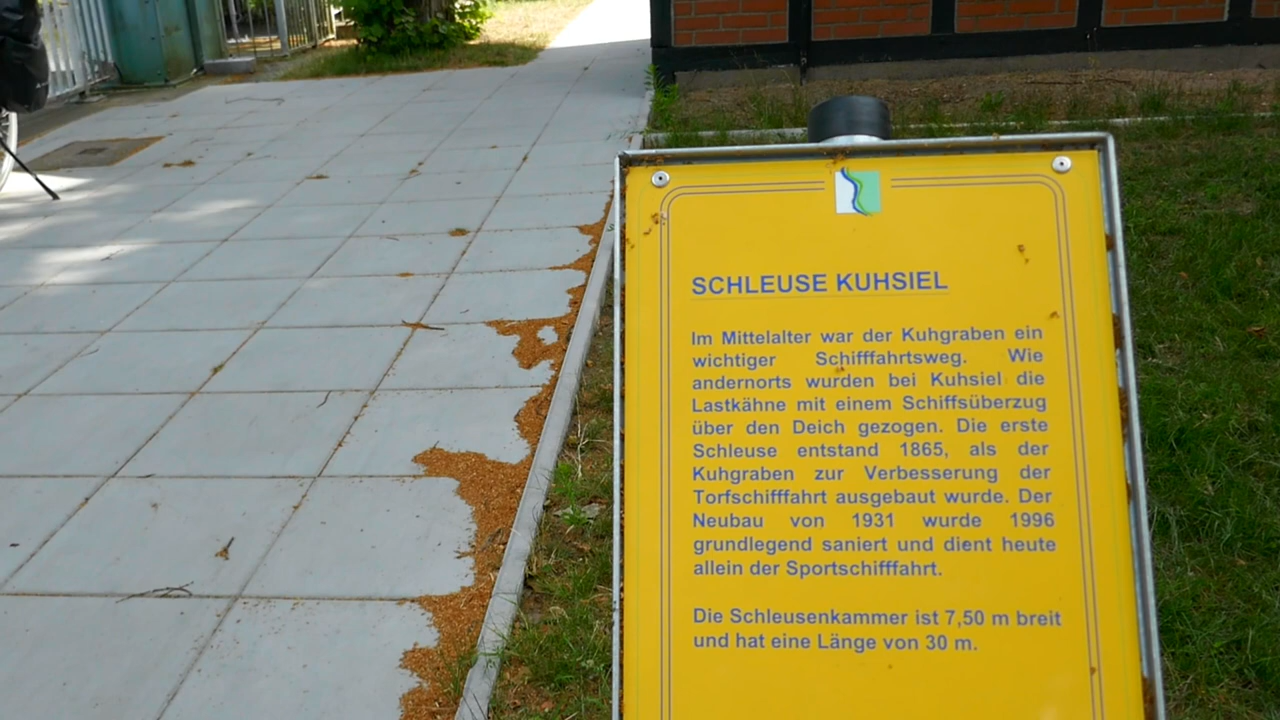 SCHLEUSE KUHSIEL
Im Mittelalter war der Kuhgraben ein
wichtiger Schifffahrtsweg. Wie
andernorts wurden bei Kuhsiel die
Lastkähne mit einem Schiffsüberzug
über den Deich gezogen. Die erste
Schleuse entstand 1865, als der
Kuhgraben zur Verbesserung der
Torfschifffahrt ausgebaut wurde. Der
Neubau von 1931 wurde 1996
grundlegend saniert und dient heute
allein der Sportschifffahrt.
Die Schleusenkammer ist 7,50 m breit
und hat eine Länge von 30 m.